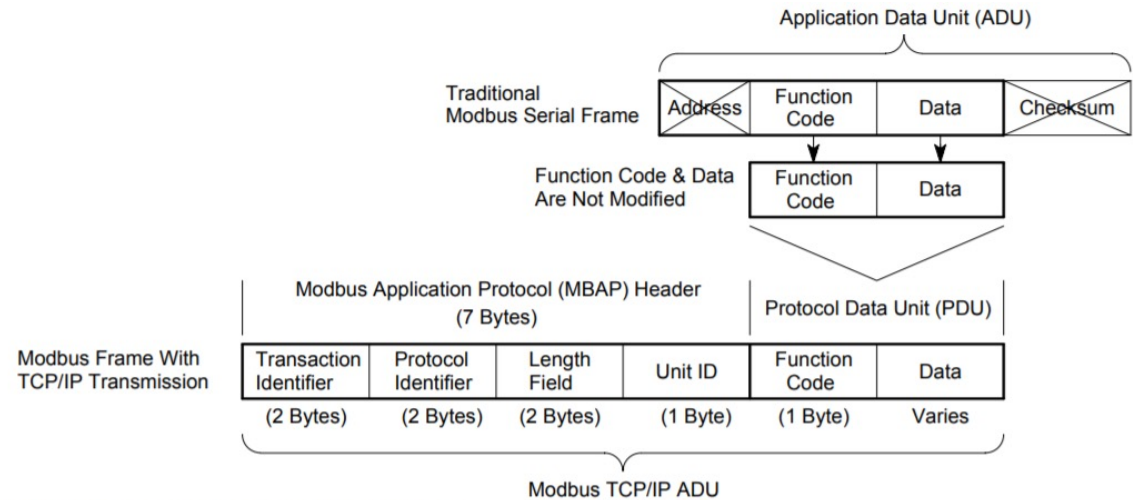 Application Data Unit (ADU)
Traditional
Modbus Serial Frame
Address
Function
Code
Data
Checksum
Function Code & Data
Are Not Modified
Function
Code
Data
Modbus Application Protocol (MBAP) Header
(7 Bytes)
Protocol Data Unit (PDU)
Modbus Frame With
TCP/IP Transmission
Transaction
Identifier
Protocol
Identifier
Length
Field
Unit ID
Function
Code
Data
(2 Bytes)
(2 Bytes)
(2 Bytes)
(1 Byte)
(1 Byte)
Varies
Modbus TCP/IP ADU